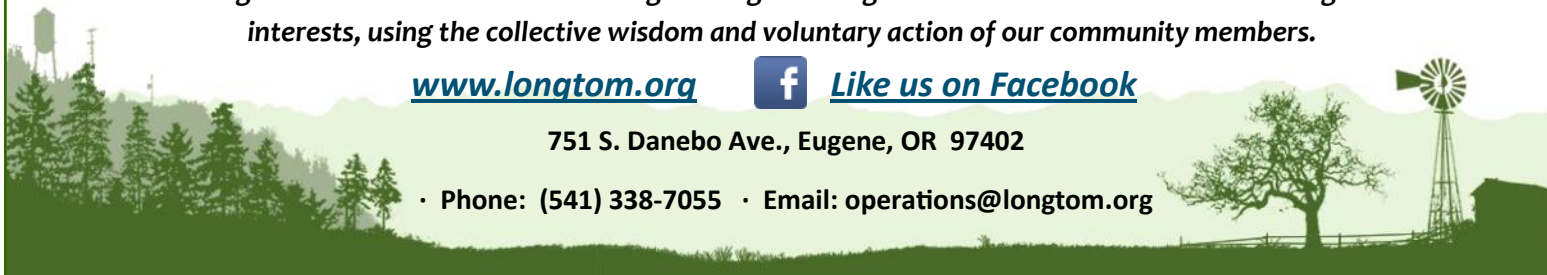 interests, using the collective wisdom and voluntary action of our community members.
www.longtom.org f Like us on Facebook
751 S. Danebo Ave., Eugene, OR 97402
· Phone: (541) 338-7055 · Email: operations@longtom.org